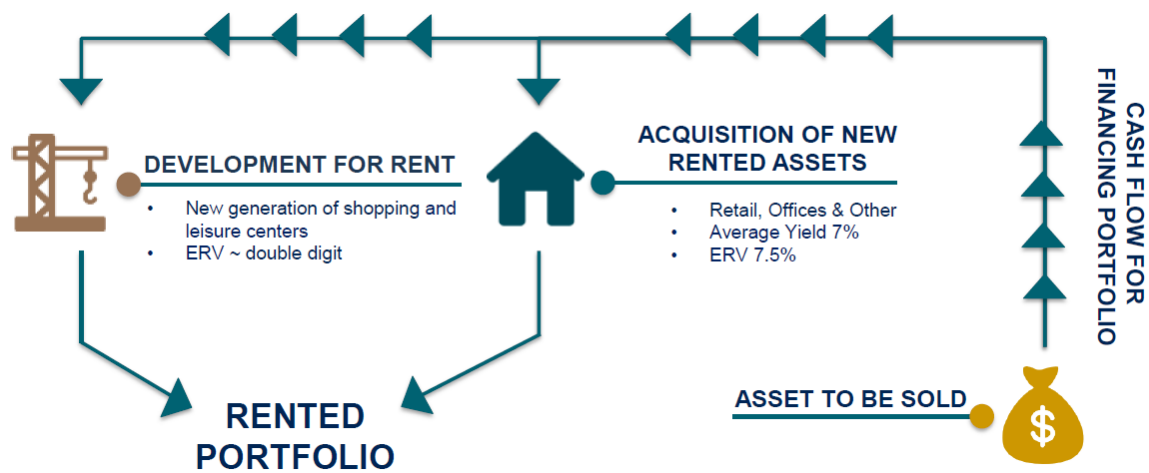 DEVELOPMENT FOR RENT
• New generation of shopping and
leisure centers
• ERV ~ double digit
ACQUISITION OF NEW
RENTED ASSETS
• Retail, Offices & Other
• Average Yield 7%
• ERV 7.5%
CASH FLOW FOR
FINANCING PORTFOLIO
ASSET TO BE SOLD
$
RENTED
PORTFOLIO